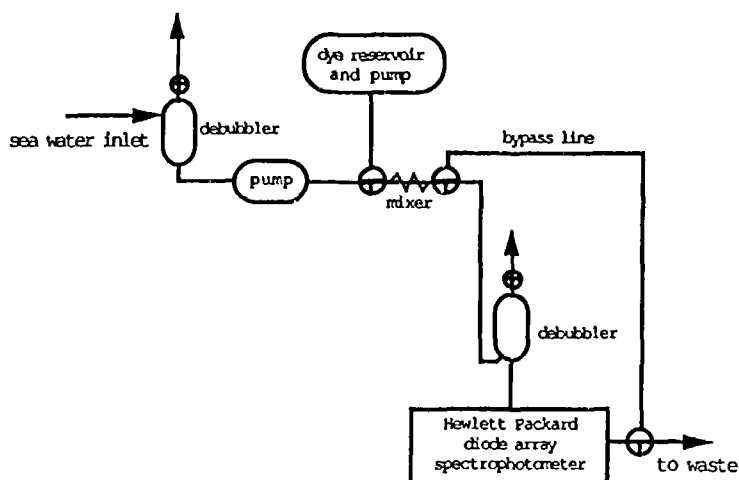 dye reservoir
and pump
debubbler
sea water inlet
bypass line
pump
mixer
debubbler
Hewlett Packard
diode array
spectrophotometer
to waste